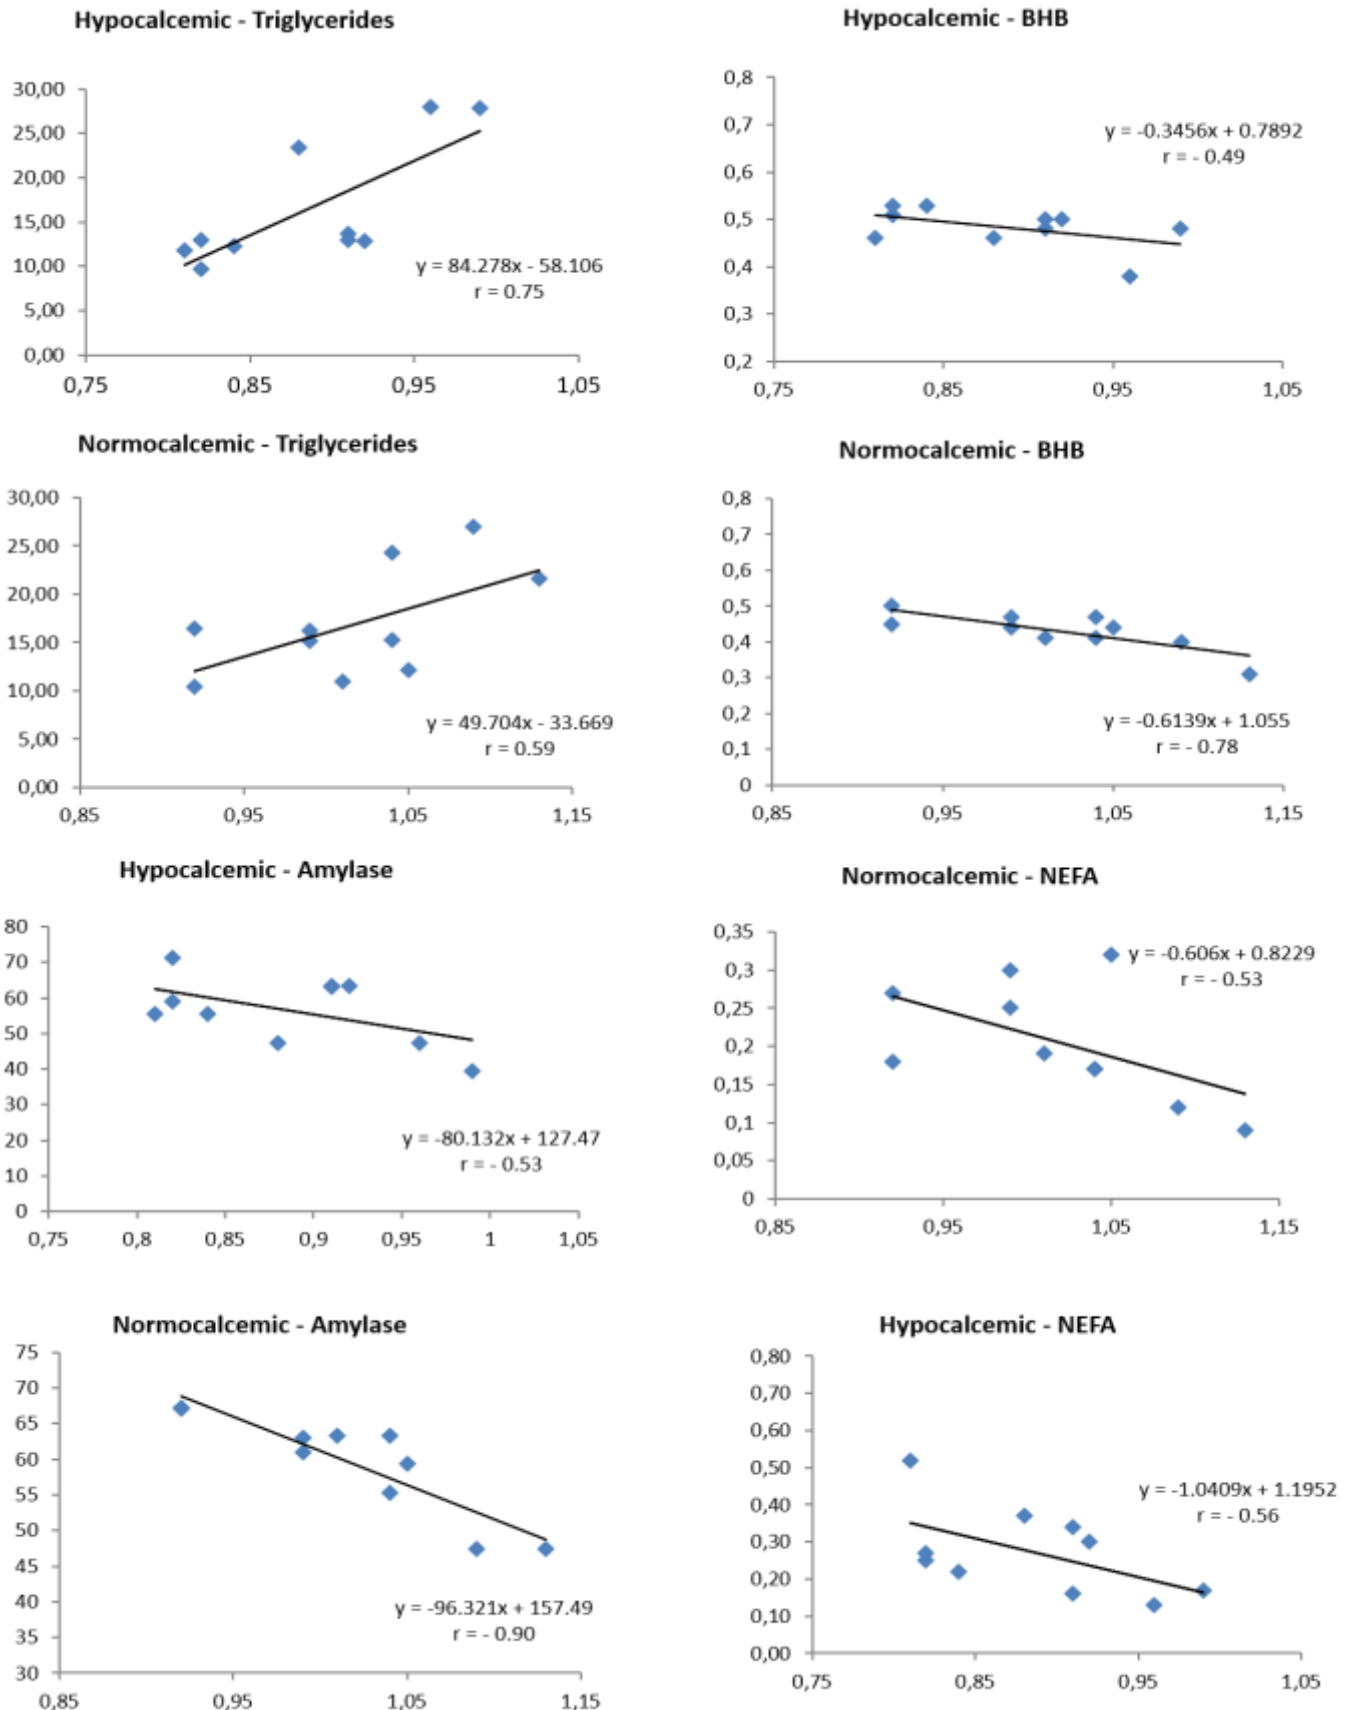 Hypocalcemic - Triglycerides
30,00
25,00
20,00
15,00
10,00
5,00
0,00
y = 84.278x - 58.106
r = 0.75
0,75 0,85 0,95 1,05
Hypocalcemic - BHB
0,8
0,7
0,6
0,5
0,4
0,3
0,2
y = -0.3456x + 0.7892
r = - 0.49
0,75 0,85 0,95 1,05
Normocalcemic - Triglycerides
30,00
25,00
20,00
15,00
10,00
5,00
0,00
y = 49.704x - 33.669
r = 0.59
0,85 0,95 1,05 1,15
Normocalcemic - BHB
0,8
0,7
0,6
0,5
0,4
0,3
0,2
0,1
0
y = -0.6139x + 1.055
r = - 0.78
0,85 0,95 1,05 1,15
Hypocalcemic - Amylase
80
70
60
50
40
30
20
10
0
y = -80.132x + 127.47
r = - 0.53
0,75 0,8 0,85 0,9 0,95 1 1,05
Normocalcemic - NEFA
0,35
0,3
0,25
0,2
0,15
0,1
0,05
0
y = -0.606x + 0.8229
r = - 0.53
0,85 0,95 1,05 1,15
Normocalcemic - Amylase
75
70
65
60
55
50
45
40
35
30
y = -96.321x + 157.49
r = - 0.90
0,85 0,95 1,05 1,15
Hypocalcemic - NEFA
0,80
0,70
0,60
0,50
0,40
0,30
0,20
0,10
0,00
y = -1.0409x + 1.1952
r = - 0.56
0,75 0,85 0,95 1,05